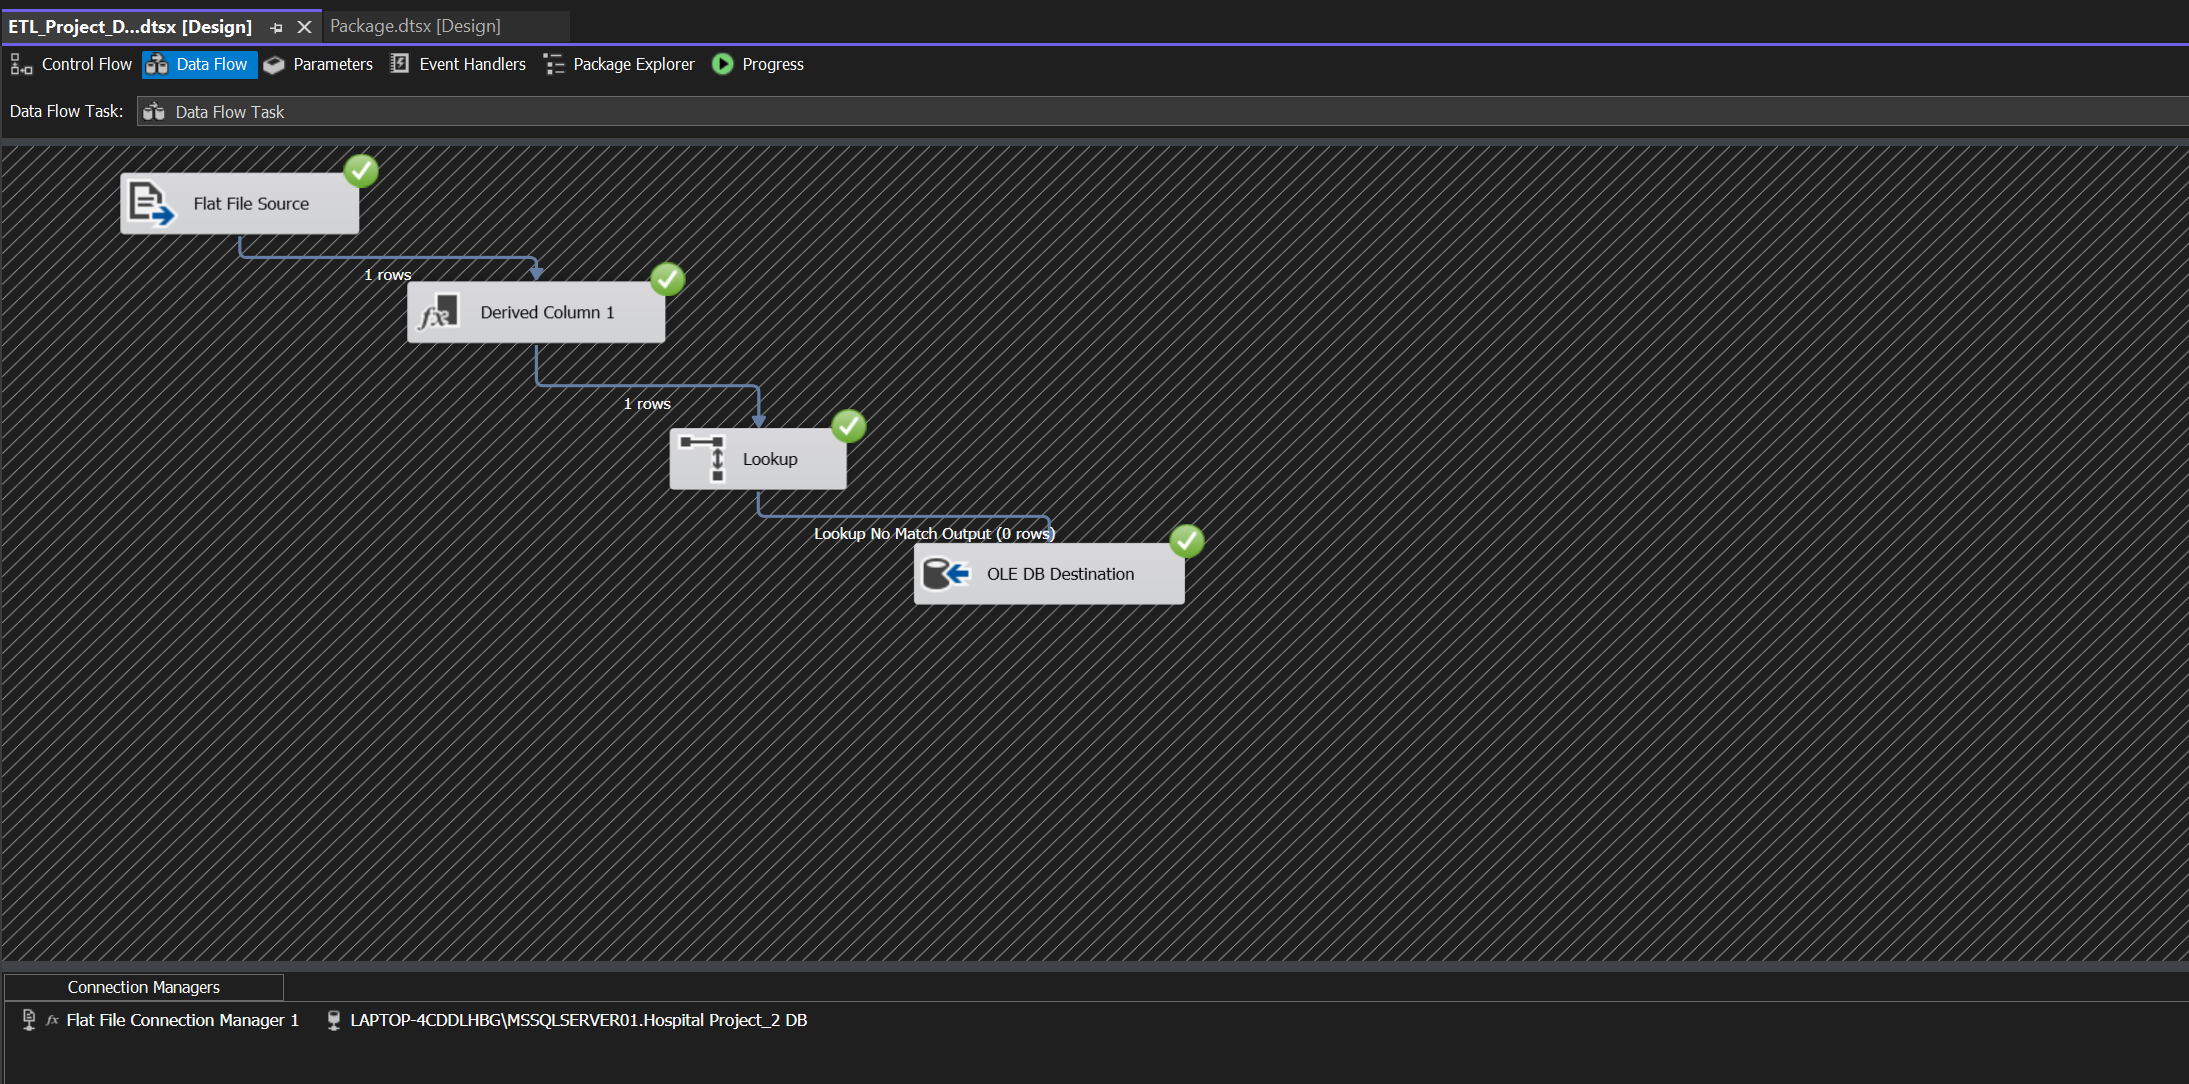 ETL_Project_D...dtsx [Design]
Package.dtsx [Design]
Control Flow
Data Flow
Parameters
Event Handlers
Package Explorer
Progress
Data Flow Task:
Data Flow Task
Flat File Source
1 rows
fx
Derived Column 1
1 rows
Lookup
Lookup No Match Output (0 rows)
OLE DB Destination
Connection Managers
fx Flat File Connection Manager 1
LAPTOP-4CDDLHBG\MSSQLSERVER01.Hospital Project_2 DB